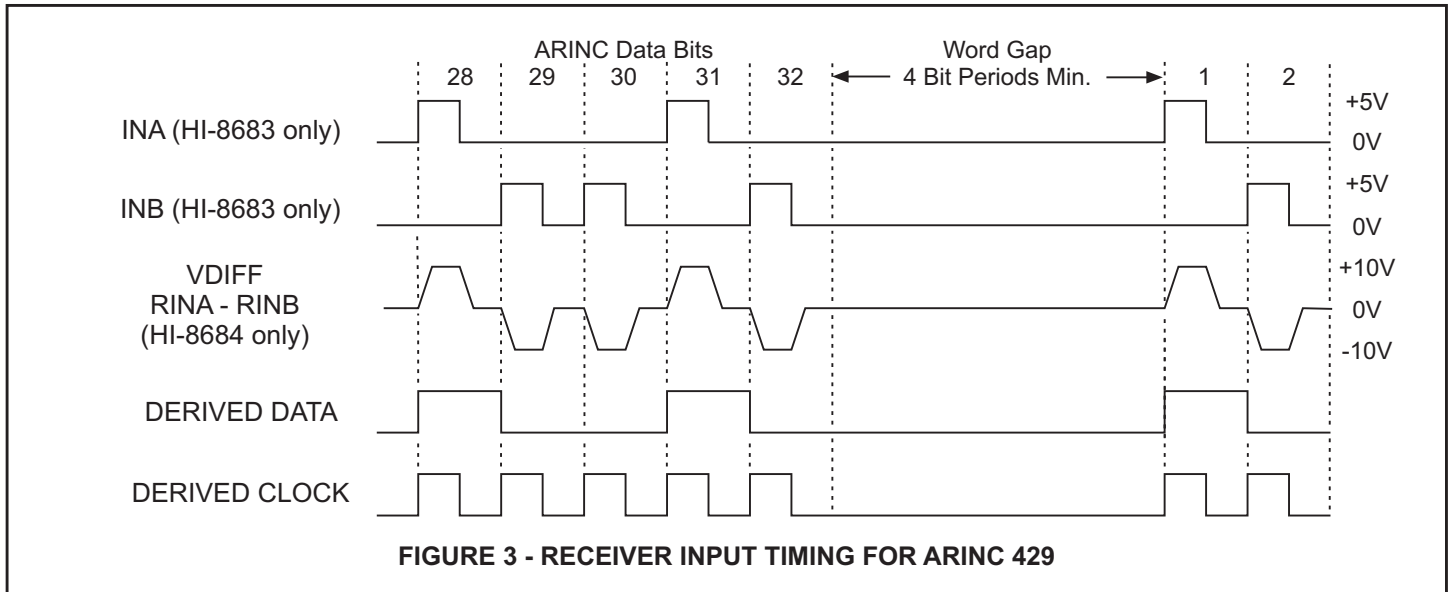 ARINC Data Bits
Word Gap
28 29 30 31 32 4 Bit Periods Min. 1 2
INA (HI-8683 only)
+5V
0V
INB (HI-8683 only)
+5V
0V
VDIFF
RINA - RINB
(HI-8684 only)
+10V
0V
-10V
DERIVED DATA
DERIVED CLOCK
FIGURE 3 - RECEIVER INPUT TIMING FOR ARINC 429